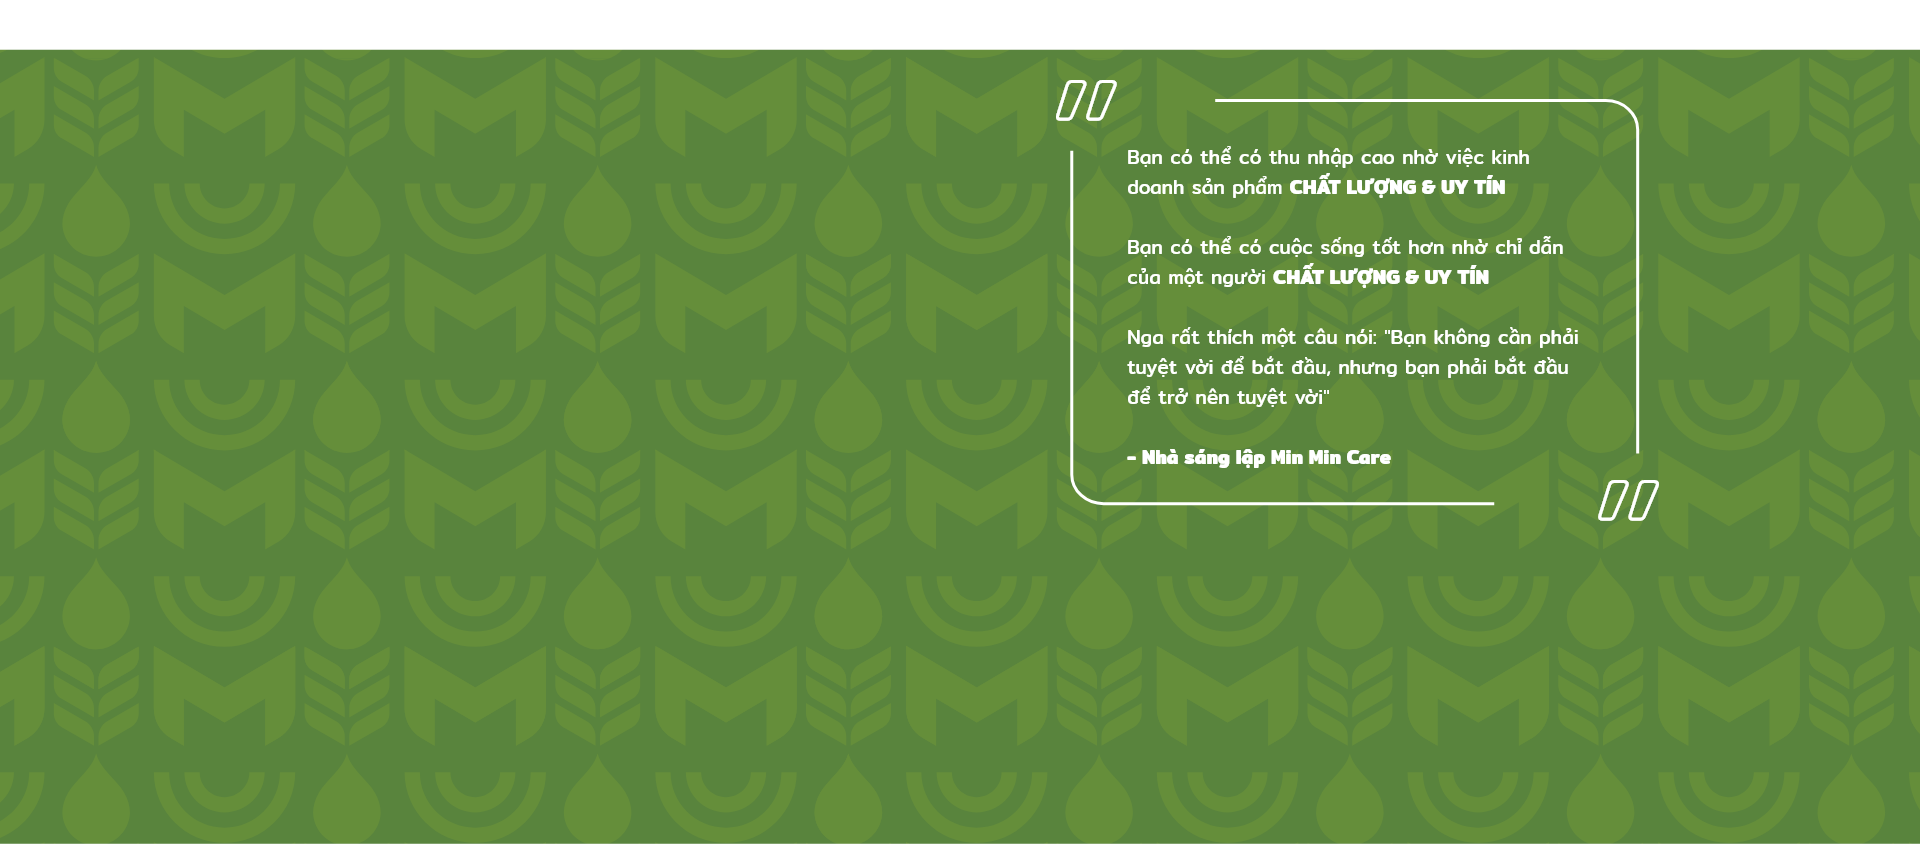 Bạn có thể có thu nhập cao nhờ việc kinh
doanh sản phẩm CHẤT LƯỢNG & UY TÍN
Bạn có thể có cuộc sống tốt hơn nhờ chỉ dẫn
của một người CHẤT LƯỢNG & UY TÍN
Nga rất thích một câu nói: "Bạn không cần phải
tuyệt vời để bắt đầu, nhưng bạn phải bắt đầu
để trở nên tuyệt vời"
- Nhà sáng lập Min Min Care